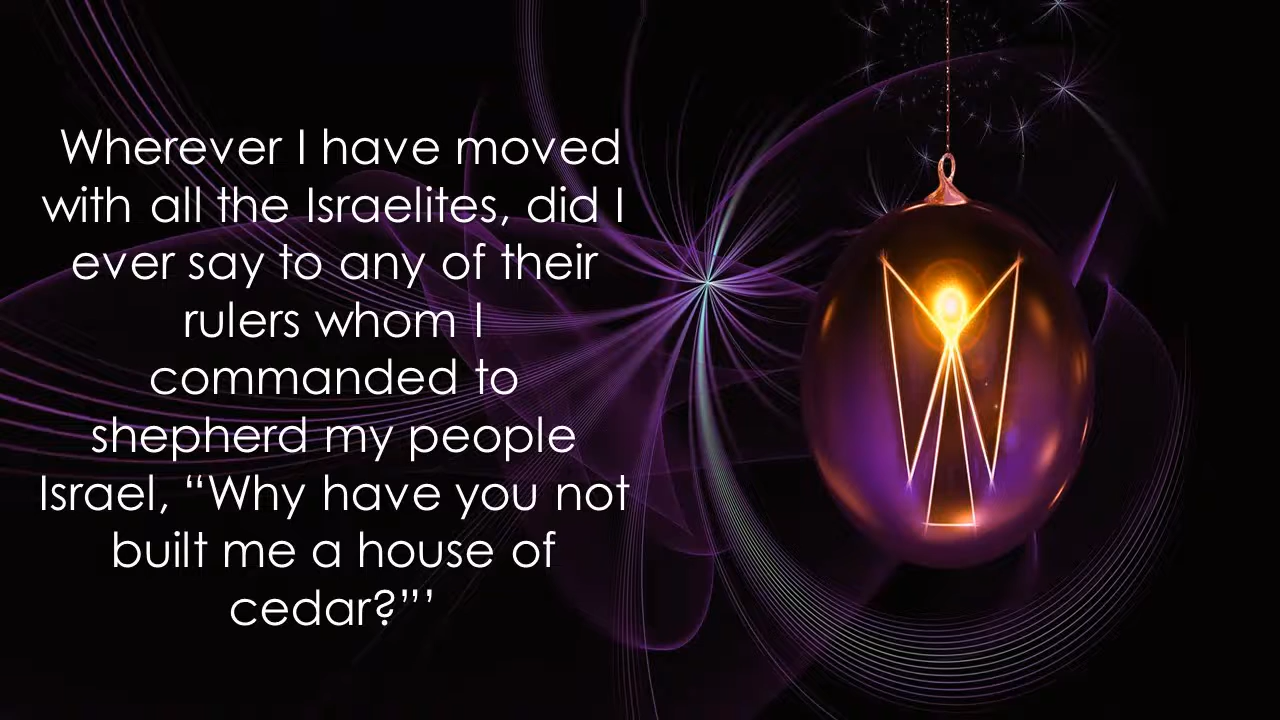 Wherever I have moved
with all the Israelites, did I
ever say to any of their
rulers whom I
commanded to
shepherd my people
Israel, “Why have you not
built me a house of
cedar?”’